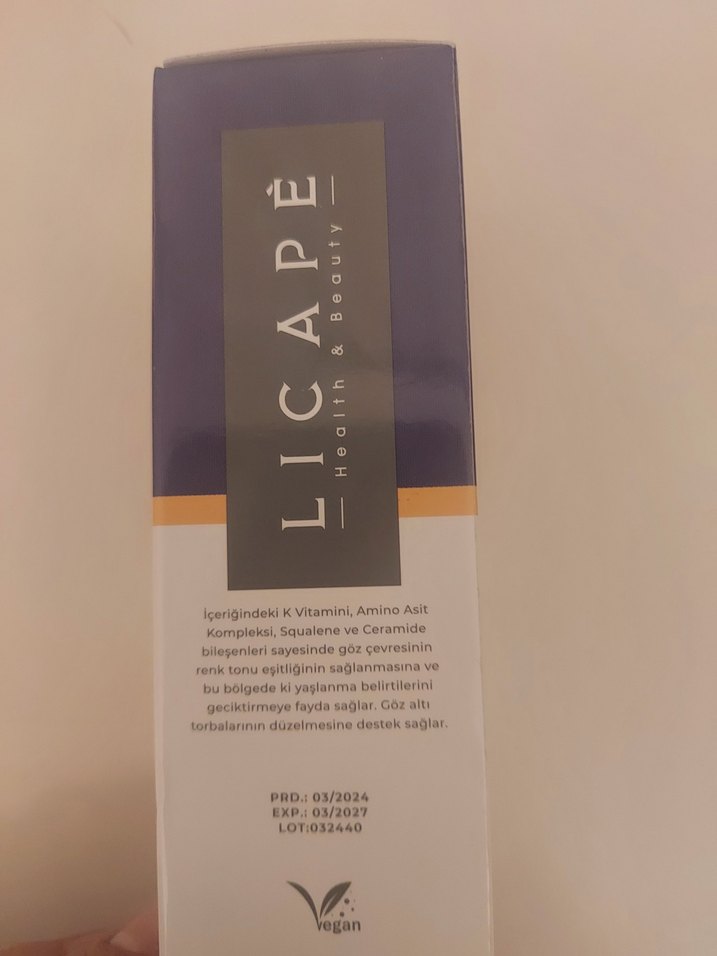 LICAPÊ
Health & Beauty
İçeriğindeki K Vitamini, Amino Asit
Kompleksi, Squalene ve Ceramide
bileşenleri sayesinde göz çevresinin
renk tonu eşitliğinin sağlanmasına ve
bu bölgede ki yaşlanma belirtilerini
geciktirmeye fayda sağlar. Göz altı
torbalarının düzelmesine destek sağlar.
PRD.: 03/2024
EXP.: 03/2027
LOT:032440
Vegan